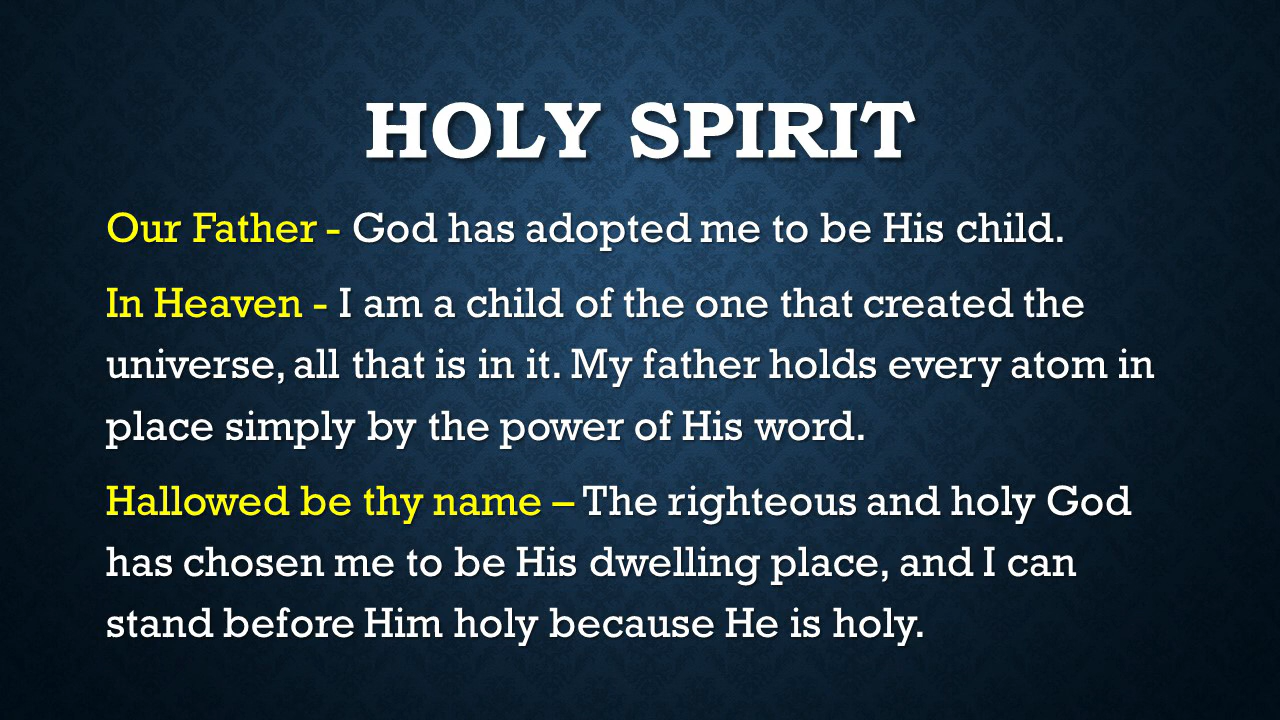 HOLY SPIRIT
Our Father - God has adopted me to be His child.
In Heaven - I am a child of the one that created the
universe, all that is in it. My father holds every atom in
place simply by the power of His word.
Hallowed be thy name – The righteous and holy God
has chosen me to be His dwelling place, and I can
stand before Him holy because He is holy.